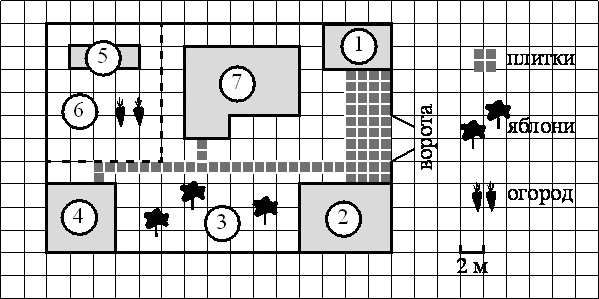 1
5
7
плитки
6
ворота
яблони
4
3
2
огород
2 м